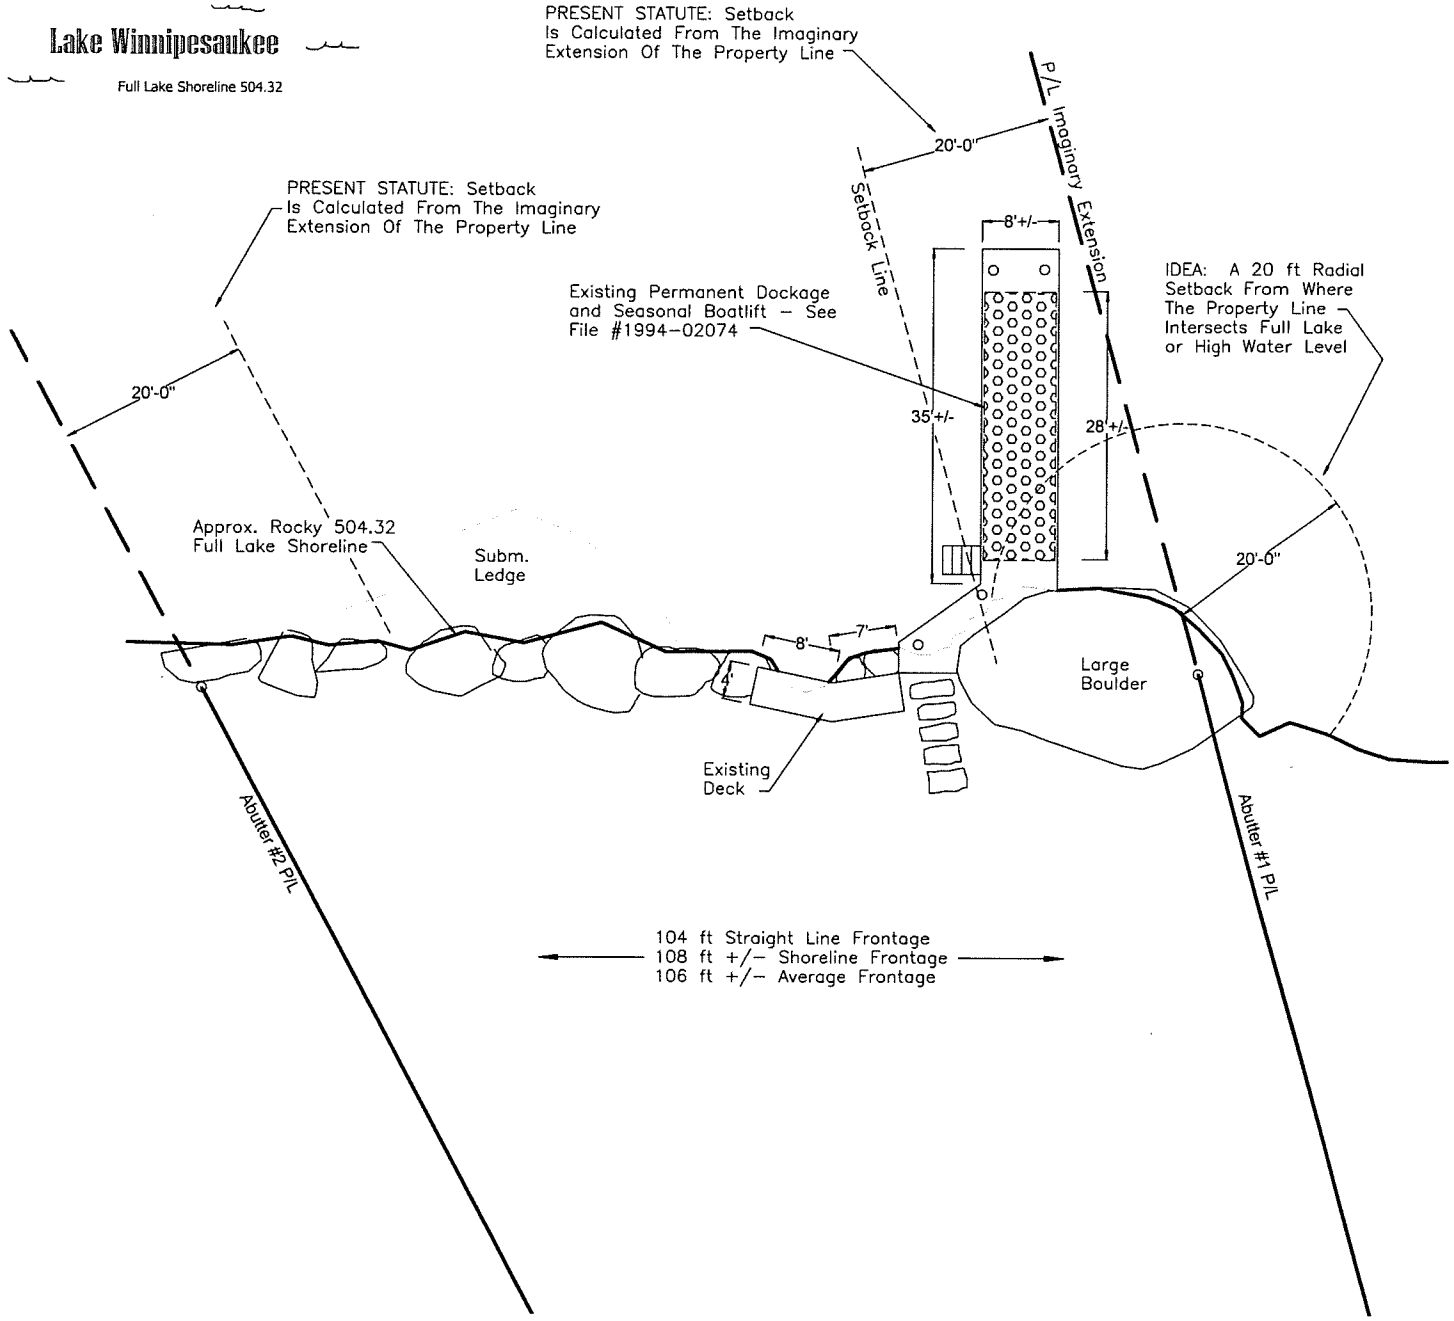 Lake Winnipesaukee
Full Lake Shoreline 504.32
PRESENT STATUTE: Setback
Is Calculated From The Imaginary
Extension Of The Property Line
P/L Imaginary Extension
20'-0"
PRESENT STATUTE: Setback
Is Calculated From The Imaginary
Extension Of The Property Line
Setback Line
8'+/-
IDEA: A 20 ft Radial
Setback From Where
The Property Line
Intersects Full Lake
or High Water Level
Existing Permanent Dockage
and Seasonal Boatlift – See
File #1994–02074
20'-0"
35'+/-
28'+/-
Approx. Rocky 504.32
Full Lake Shoreline
Subm.
Ledge
20'-0"
8'
7'
4'
Large
Boulder
Existing
Deck
Abutter #2 P/L
Abutter #1 P/L
104 ft Straight Line Frontage
108 ft +/– Shoreline Frontage
106 ft +/– Average Frontage